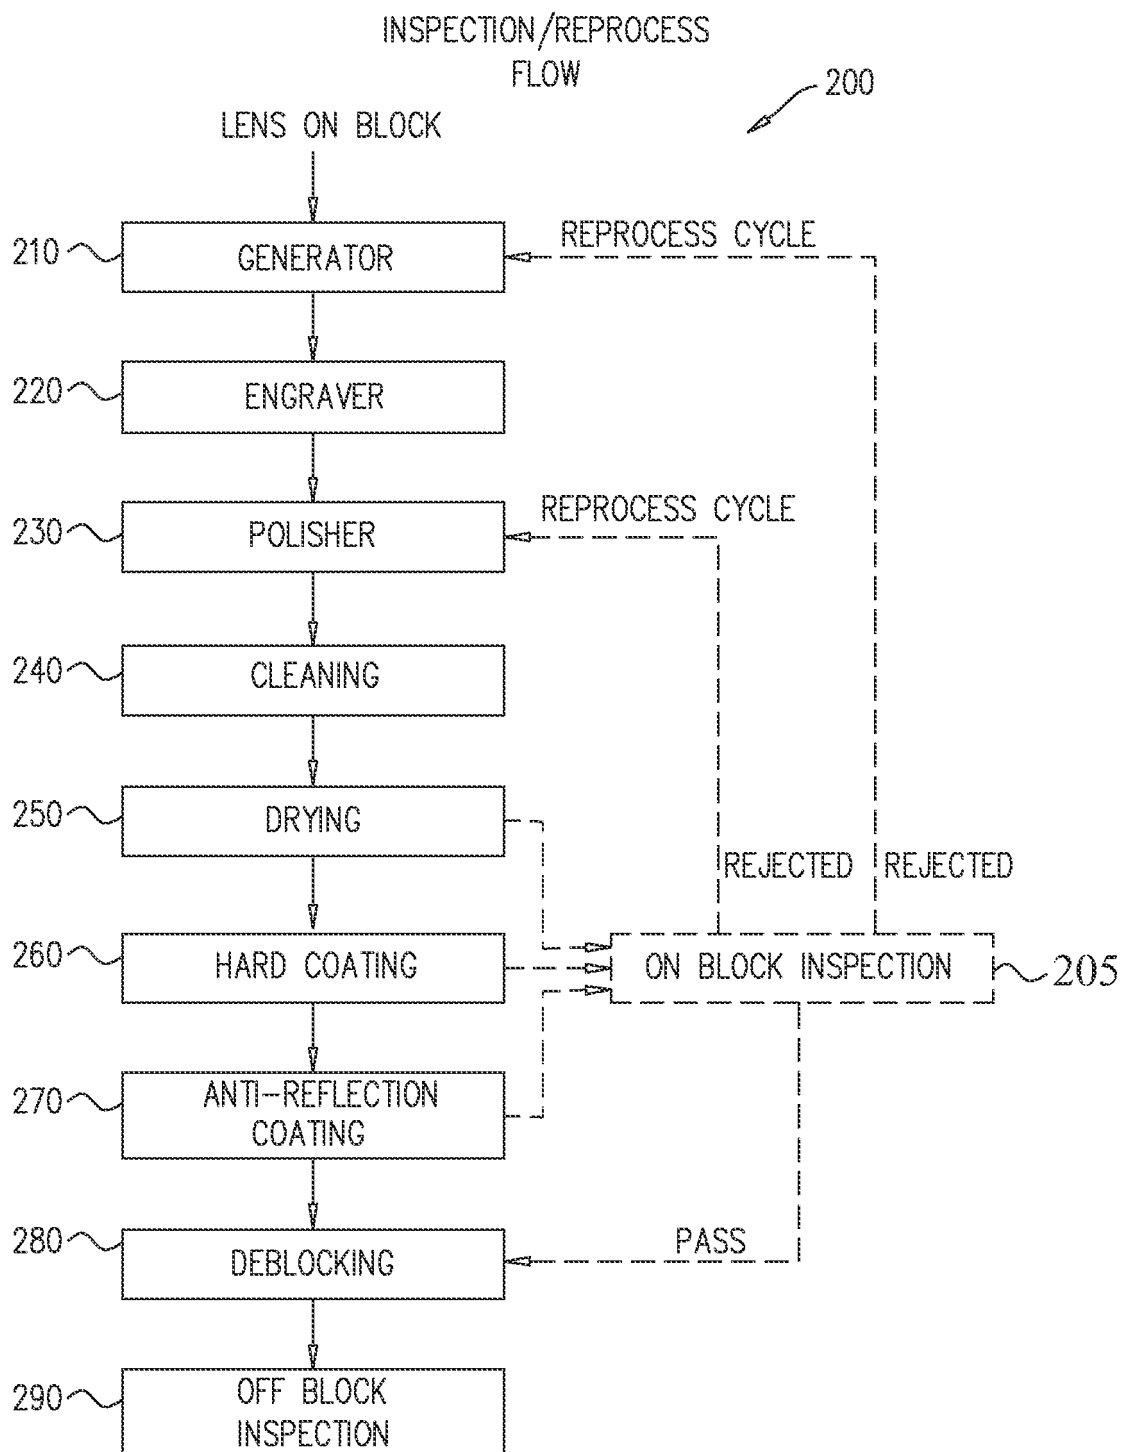 INSPECTION/REPROCESS
FLOW
200
LENS ON BLOCK
REPROCESS CYCLE
210
GENERATOR
220
ENGRAVER
REPROCESS CYCLE
230
POLISHER
240
CLEANING
250
DRYING
REJECTED
REJECTED
260
HARD COATING
ON BLOCK INSPECTION
205
270
ANTI-REFLECTION
COATING
280
PASS
DEBLOCKING
290
OFF BLOCK
INSPECTION